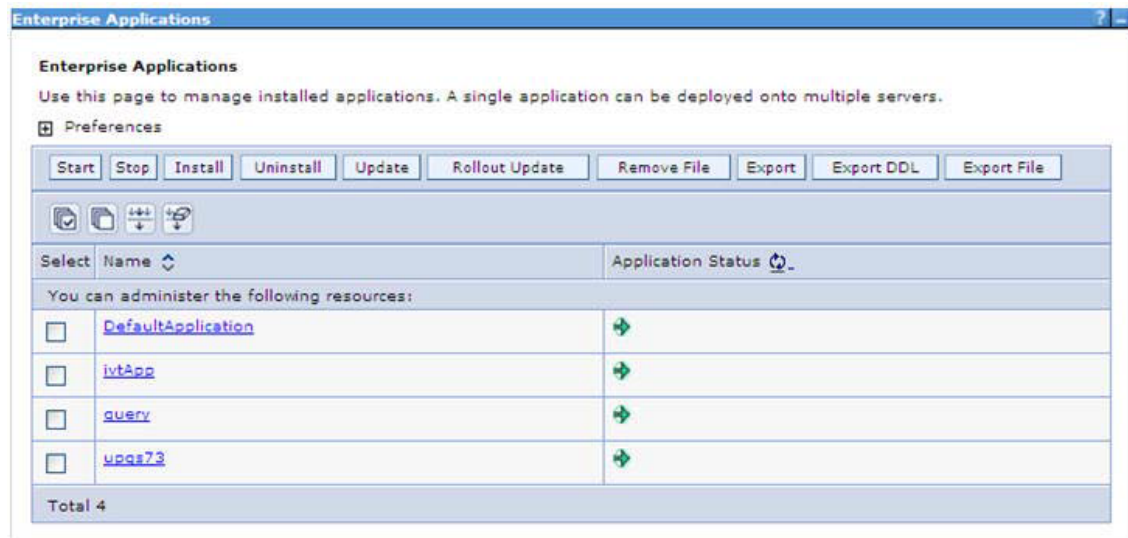 Enterprise Applications ? -
Enterprise Applications
Use this page to manage installed applications. A single application can be deployed onto multiple servers.
Preferences
Start Stop Install Uninstall Update Rollout Update Remove File Export Export DDL Export File
Select Name Application Status
You can administer the following resources:
DefaultApplication
ivtApp
query
upgs73
Total 4